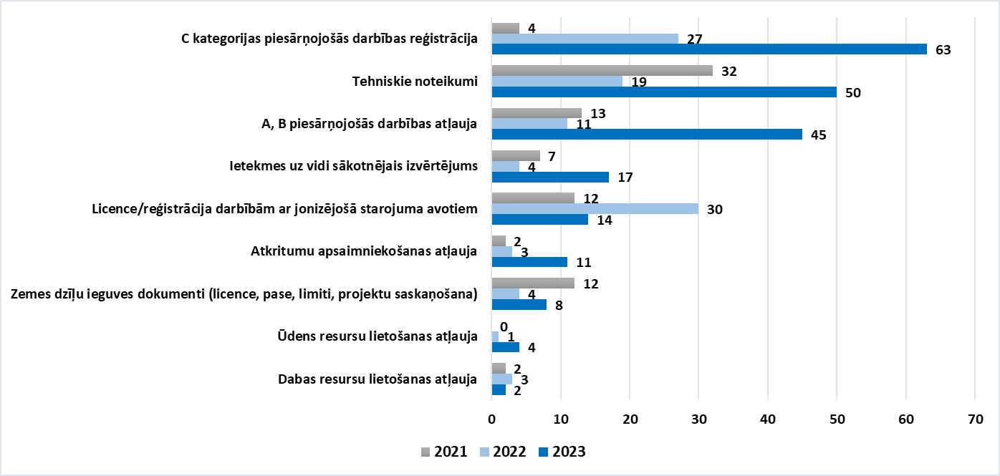 C kategorijas piesārņojošās darbības reģistrācija
4
27
63
Tehniskie noteikumi
32
19
50
A, B piesārņojošās darbības atļauja
13
11
45
Ietekmes uz vidi sākotnējais izvērtējums
7
4
17
Licence/reģistrācija darbībām ar jonizējošā starojuma avotiem
12
30
14
Atkritumu apsaimniekošanas atļauja
2
3
11
Zemes dzīļu ieguves dokumenti (licence, pase, limiti, projektu saskaņošana)
12
4
8
Ūdens resursu lietošanas atļauja
0
1
4
Dabas resursu lietošanas atļauja
2
3
2
0 10 20 30 40 50 60 70
2021 2022 2023